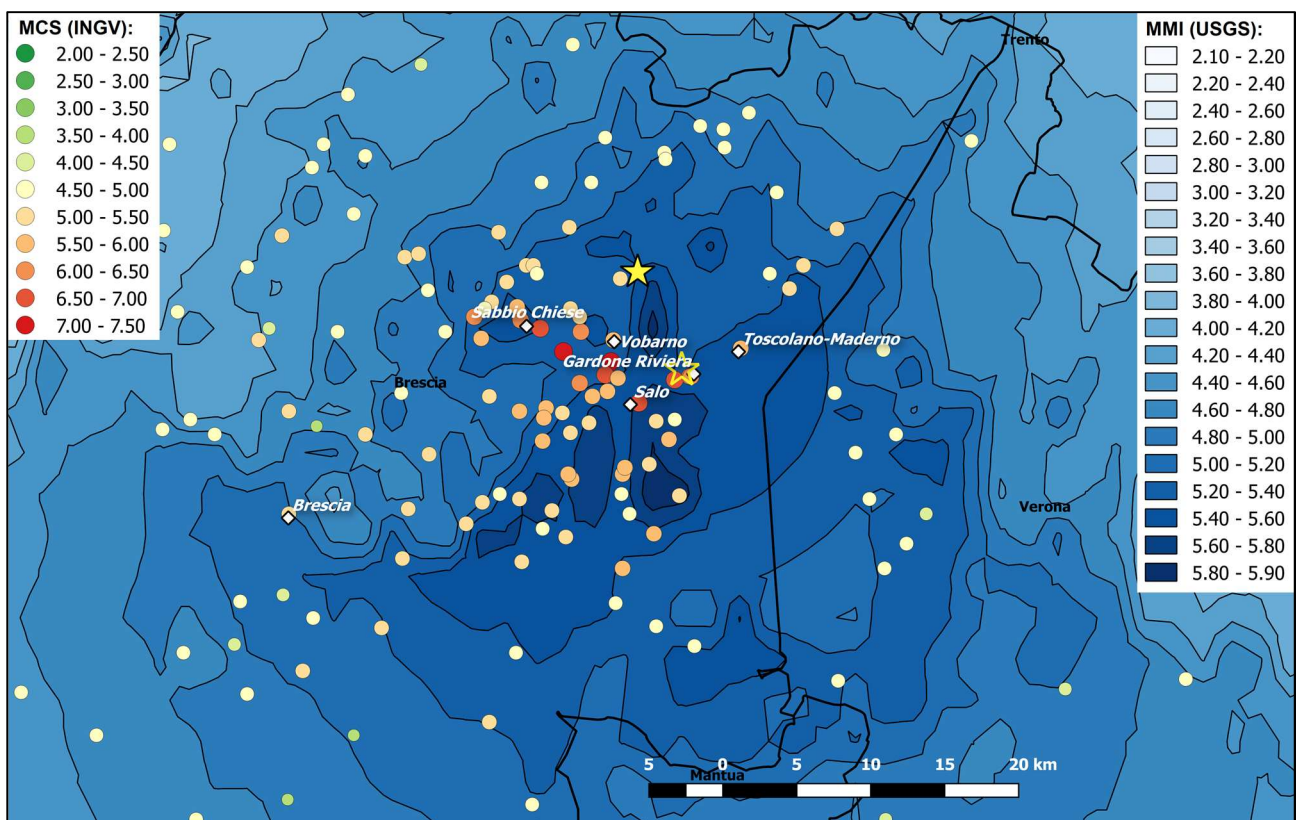 MCS (INGV):
2.00 - 2.50
2.50 - 3.00
3.00 - 3.50
3.50 - 4.00
4.00 - 4.50
4.50 - 5.00
5.00 - 5.50
5.50 - 6.00
6.00 - 6.50
6.50 - 7.00
7.00 - 7.50
Trento
MMI (USGS):
2.10 - 2.20
2.20 - 2.40
2.40 - 2.60
2.60 - 2.80
2.80 - 3.00
3.00 - 3.20
3.20 - 3.40
3.40 - 3.60
3.60 - 3.80
3.80 - 4.00
4.00 - 4.20
4.20 - 4.40
4.40 - 4.60
4.60 - 4.80
4.80 - 5.00
5.00 - 5.20
5.20 - 5.40
5.40 - 5.60
5.60 - 5.80
5.80 - 5.90
Sabbio Chiese
Vobarno
Toscolano-Maderno
Gardone Riviera
Brescia
Salo
Brescia
Verona
5 0 5 10 15 20 km
Mantua